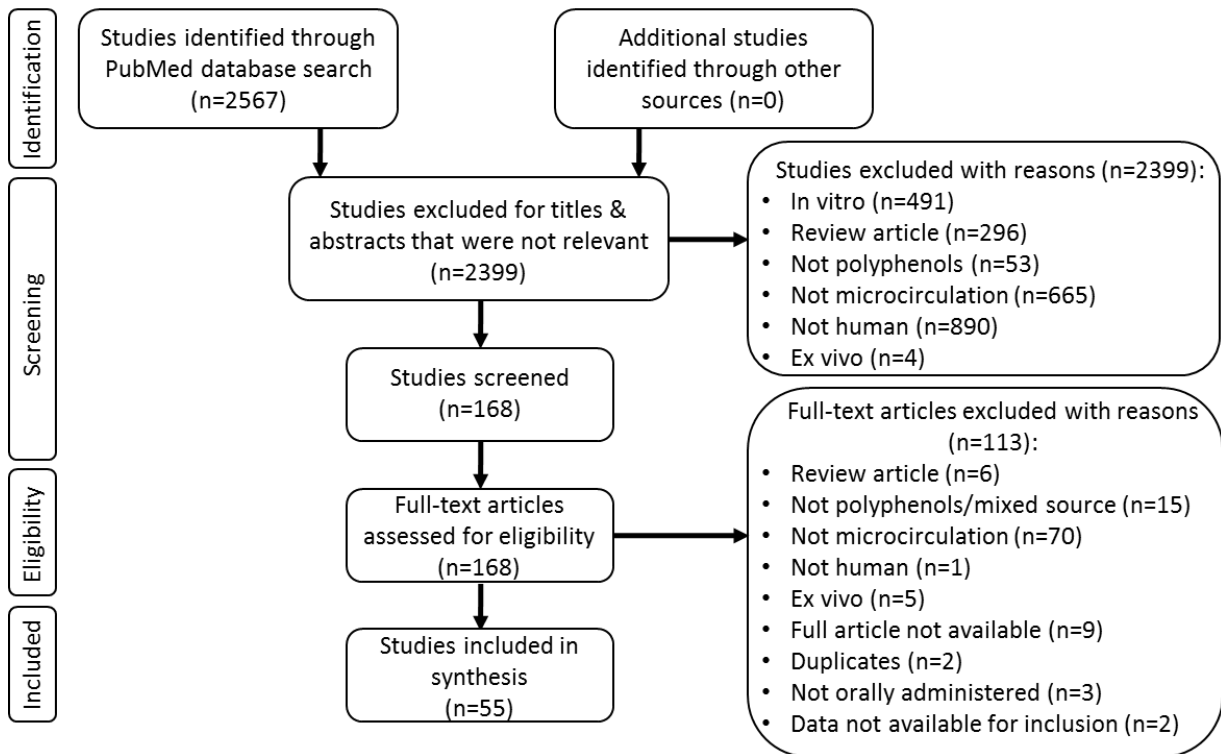 Identification
Studies identified through
PubMed database search
(n=2567)
Additional studies
identified through other
sources (n=0)
Screening
Studies excluded for titles &
abstracts that were not relevant
(n=2399)
Studies excluded with reasons (n=2399):
• In vitro (n=491)
• Review article (n=296)
• Not polyphenols (n=53)
• Not microcirculation (n=665)
• Not human (n=890)
• Ex vivo (n=4)
Studies screened
(n=168)
Eligibility
Full-text articles
assessed for eligibility
(n=168)
Full-text articles excluded with reasons
(n=113):
• Review article (n=6)
• Not polyphenols/mixed source (n=15)
• Not microcirculation (n=70)
• Not human (n=1)
• Ex vivo (n=5)
• Full article not available (n=9)
• Duplicates (n=2)
• Not orally administered (n=3)
• Data not available for inclusion (n=2)
Included
Studies included in
synthesis
(n=55)